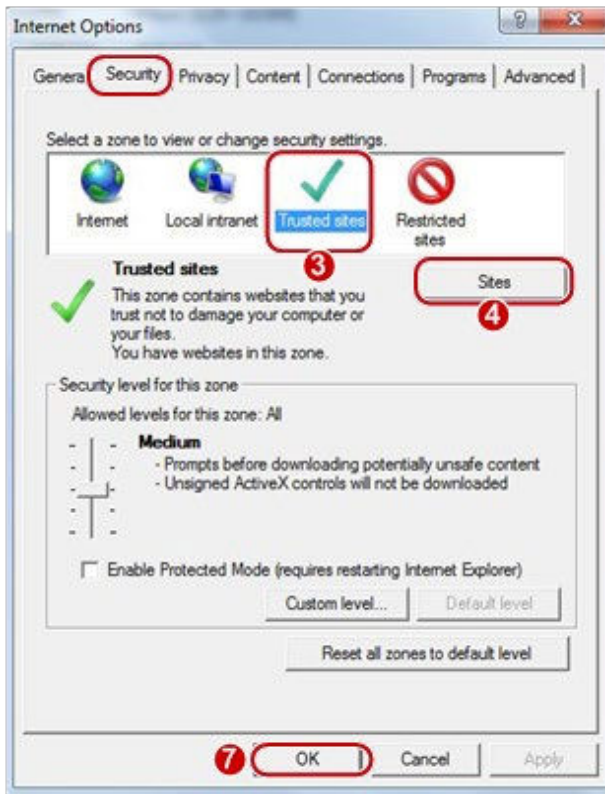 Internet Options
General
Security
Privacy
Content
Connections
Programs
Advanced
Select a zone to view or change security settings.
Internet
Local intranet
Trusted sites
Restricted
sites
3
Trusted sites
This zone contains websites that you
trust not to damage your computer or
your files.
You have websites in this zone.
Sites
4
Security level for this zone
Allowed levels for this zone: All
Medium
- Prompts before downloading potentially unsafe content
- Unsigned ActiveX controls will not be downloaded
Enable Protected Mode (requires restarting Internet Explorer)
Custom level...
Default level
Reset all zones to default level
7
OK
Cancel
Apply